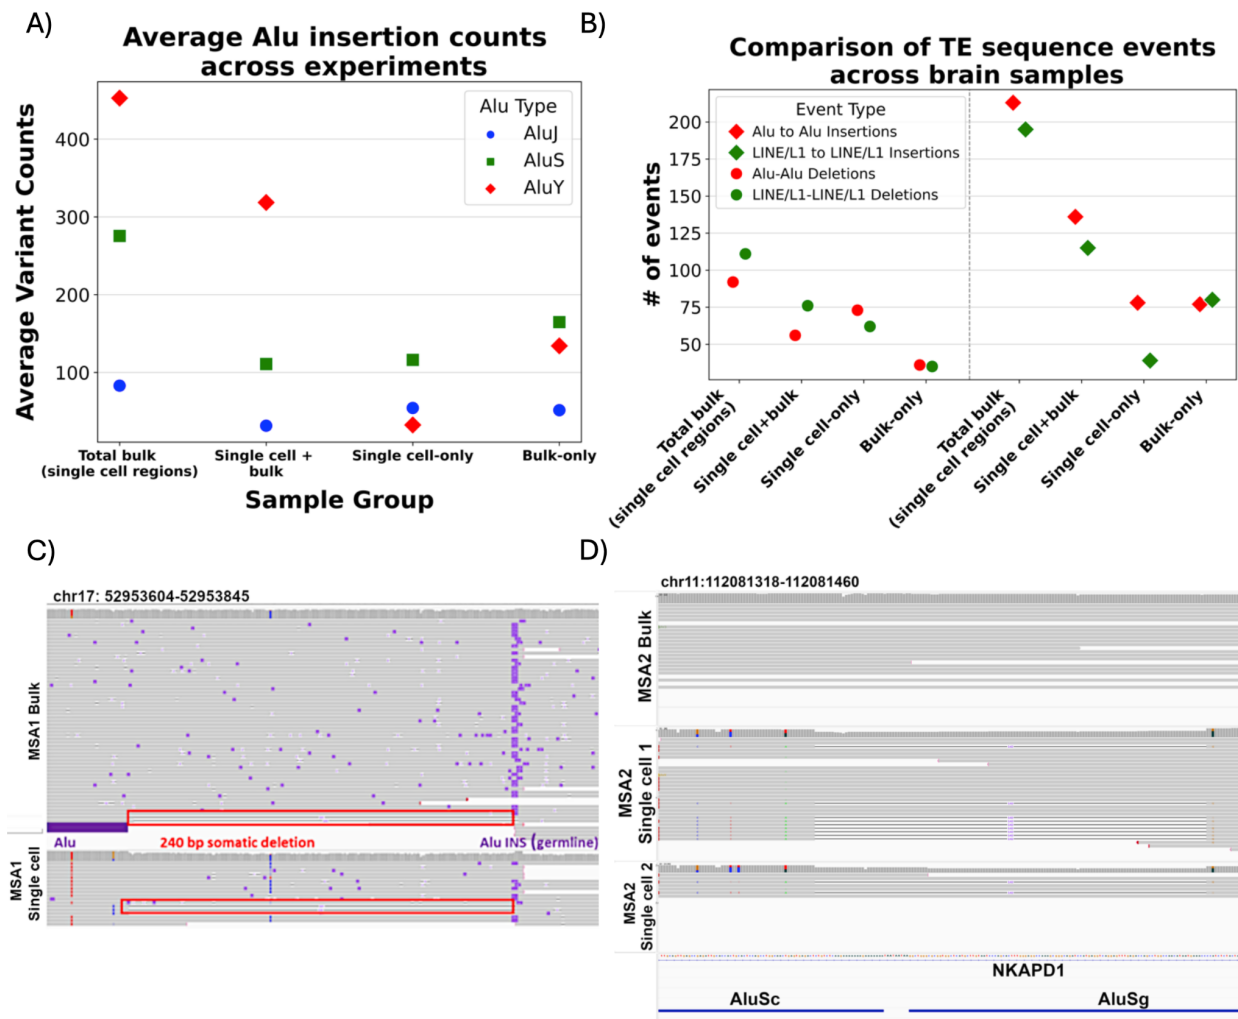 A)
Average Alu insertion counts
across experiments
Average Variant Counts
400
300
200
100
Alu Type
AluJ
AluS
AluY
Total bulk
(single cell regions)
Single cell +
bulk
Single cell-only
Bulk-only
Sample Group
B)
Comparison of TE sequence events
across brain samples
# of events
200
175
150
125
100
75
50
Event Type
Alu to Alu Insertions
LINE/L1 to LINE/L1 Insertions
Alu-Alu Deletions
LINE/L1-LINE/L1 Deletions
Total bulk
(single cell regions)
Single cell+bulk
Single cell-only
Bulk-only
Total bulk
(single cell regions)
Single cell+bulk
Single cell-only
Bulk-only
C)
chr17: 52953604-52953845
MSA1 Bulk
Alu
240 bp somatic deletion
Alu INS (germline)
MSA1
Single cell
D)
chr11:112081318-112081460
MSA2 Bulk
MSA2
Single cell 1
MSA2
Single cell 2
NKAPD1
AluSc
AluSg